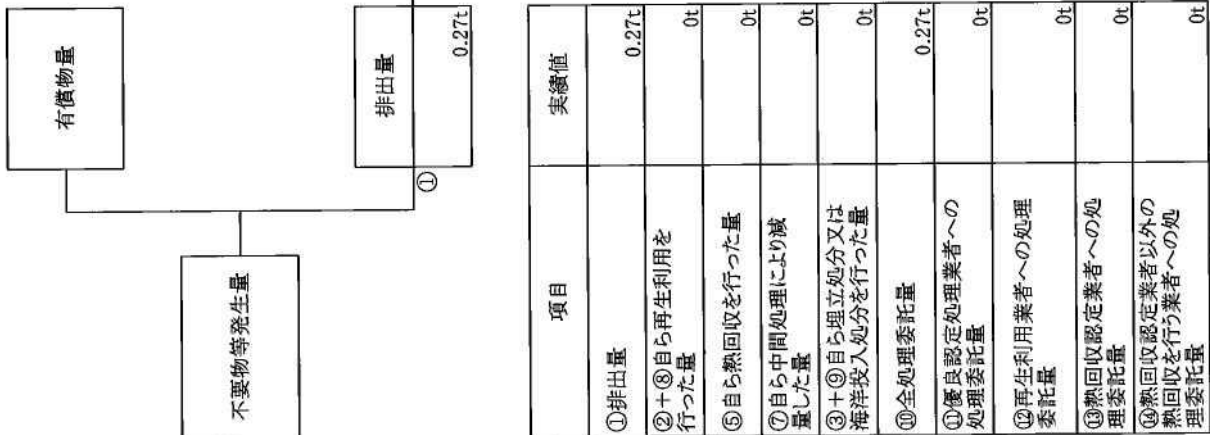 有償物量
不要物等発生量
排出量
①
0.27t
項目
実績値
①排出量
0.27t
②+⑧自ら再生利用を
行った量
0t
⑤自ら熱回収を行った量
0t
⑦自ら中間処理により減
量した量
0t
③+⑨自ら埋立処分又は
海洋投入処分を行った量
0t
⑩全処理委託量
0.27t
⑪優良認定処理業者への
処理委託量
0t
⑫再生利用業者への処理
委託量
0t
⑬熱回収認定業者への処
理委託量
0t
⑭熱回収認定業者以外の
熱回収を行う業者への処
理委託量
0t